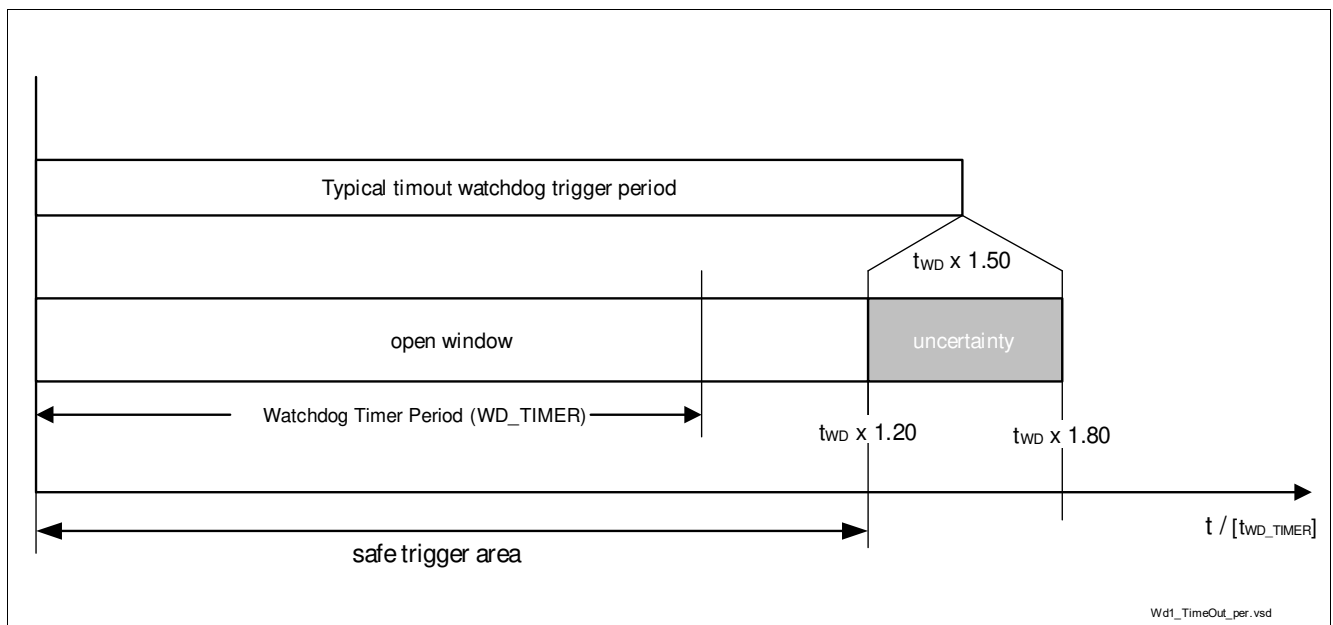 Typical timout watchdog trigger period
tWD x 1.50
open window
uncertainty
Watchdog Timer Period (WD_TIMER)
tWD x 1.20
tWD x 1.80
t / [tWD_TIMER]
safe trigger area
Wd1_TimeOut_per.vsd